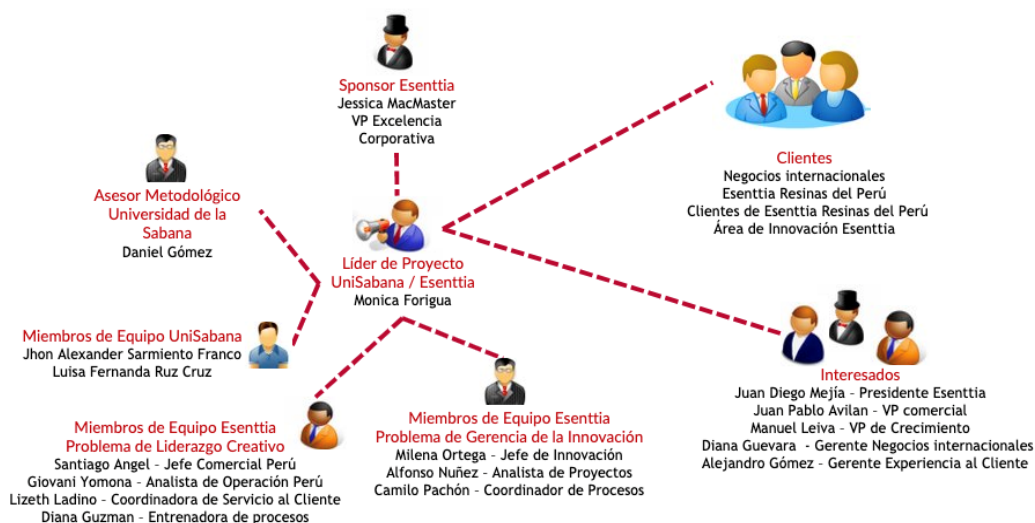 Sponsor Esenttia
Jessica MacMaster
VP Excelencia
Corporativa
Clientes
Negocios internacionales
Esenttia Resinas del Perú
Clientes de Esenttia Resinas del Perú
Área de Innovación Esenttia
Asesor Metodológico
Universidad de la
Sabana
Daniel Gómez
Líder de Proyecto
UniSabana / Esenttia
Monica Forigua
Miembros de Equipo UniSabana
Jhon Alexander Sarmiento Franco
Luisa Fernanda Ruz Cruz
Interesados
Juan Diego Mejía – Presidente Esenttia
Juan Pablo Avilan – VP comercial
Manuel Leiva – VP de Crecimiento
Diana Guevara - Gerente Negocios internacionales
Alejandro Gómez – Gerente Experiencia al Cliente
Miembros de Equipo Esenttia
Problema de Liderazgo Creativo
Santiago Angel – Jefe Comercial Perú
Giovani Yomona – Analista de Operación Perú
Lizeth Ladino – Coordinadora de Servicio al Cliente
Diana Guzman – Entrenadora de procesos
Miembros de Equipo Esenttia
Problema de Gerencia de la Innovación
Milena Ortega – Jefe de Innovación
Alfonso Nuñez – Analista de Proyectos
Camilo Pachón – Coordinador de Procesos